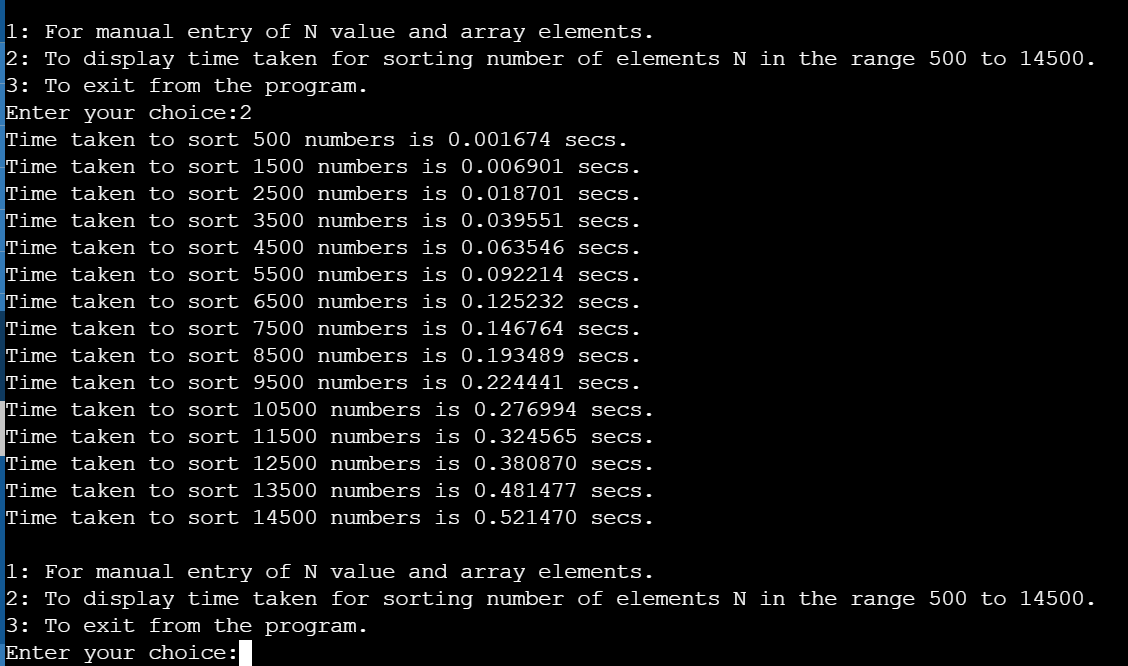 1: For manual entry of N value and array elements.
2: To display time taken for sorting number of elements N in the range 500 to 14500.
3: To exit from the program.
Enter your choice:2
Time taken to sort 500 numbers is 0.001674 secs.
Time taken to sort 1500 numbers is 0.006901 secs.
Time taken to sort 2500 numbers is 0.018701 secs.
Time taken to sort 3500 numbers is 0.039551 secs.
Time taken to sort 4500 numbers is 0.063546 secs.
Time taken to sort 5500 numbers is 0.092214 secs.
Time taken to sort 6500 numbers is 0.125232 secs.
Time taken to sort 7500 numbers is 0.146764 secs.
Time taken to sort 8500 numbers is 0.193489 secs.
Time taken to sort 9500 numbers is 0.224441 secs.
Time taken to sort 10500 numbers is 0.276994 secs.
Time taken to sort 11500 numbers is 0.324565 secs.
Time taken to sort 12500 numbers is 0.380870 secs.
Time taken to sort 13500 numbers is 0.481477 secs.
Time taken to sort 14500 numbers is 0.521470 secs.
1: For manual entry of N value and array elements.
2: To display time taken for sorting number of elements N in the range 500 to 14500.
3: To exit from the program.
Enter your choice: